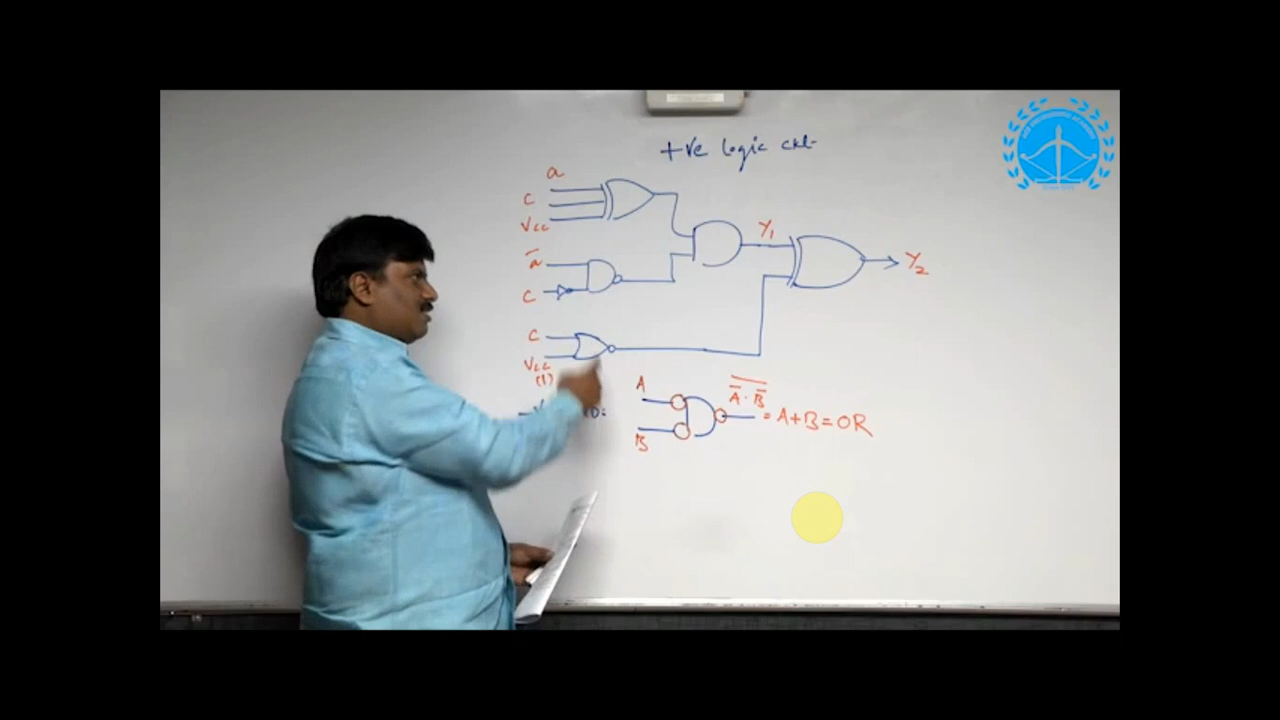 +ve logic ckt
a
C
Vcc
ā
C
Y1
Y2
C
Vcc
(1)
A
B
A̅ · B̅
= A+B = OR